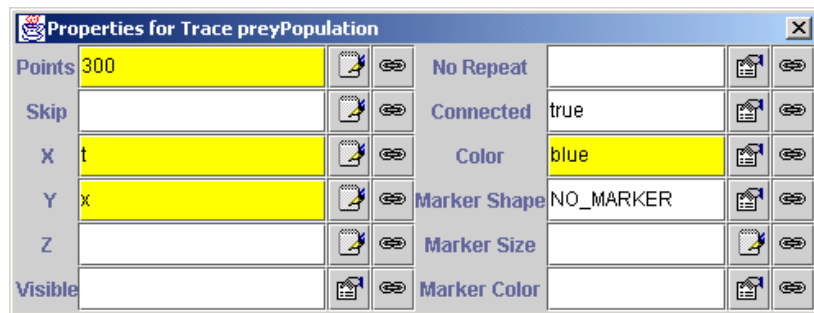 Properties for Trace preyPopulation
Points 300 No Repeat
Skip Connected true
X t Color blue
Y x Marker Shape NO_MARKER
Z Marker Size
Visible Marker Color